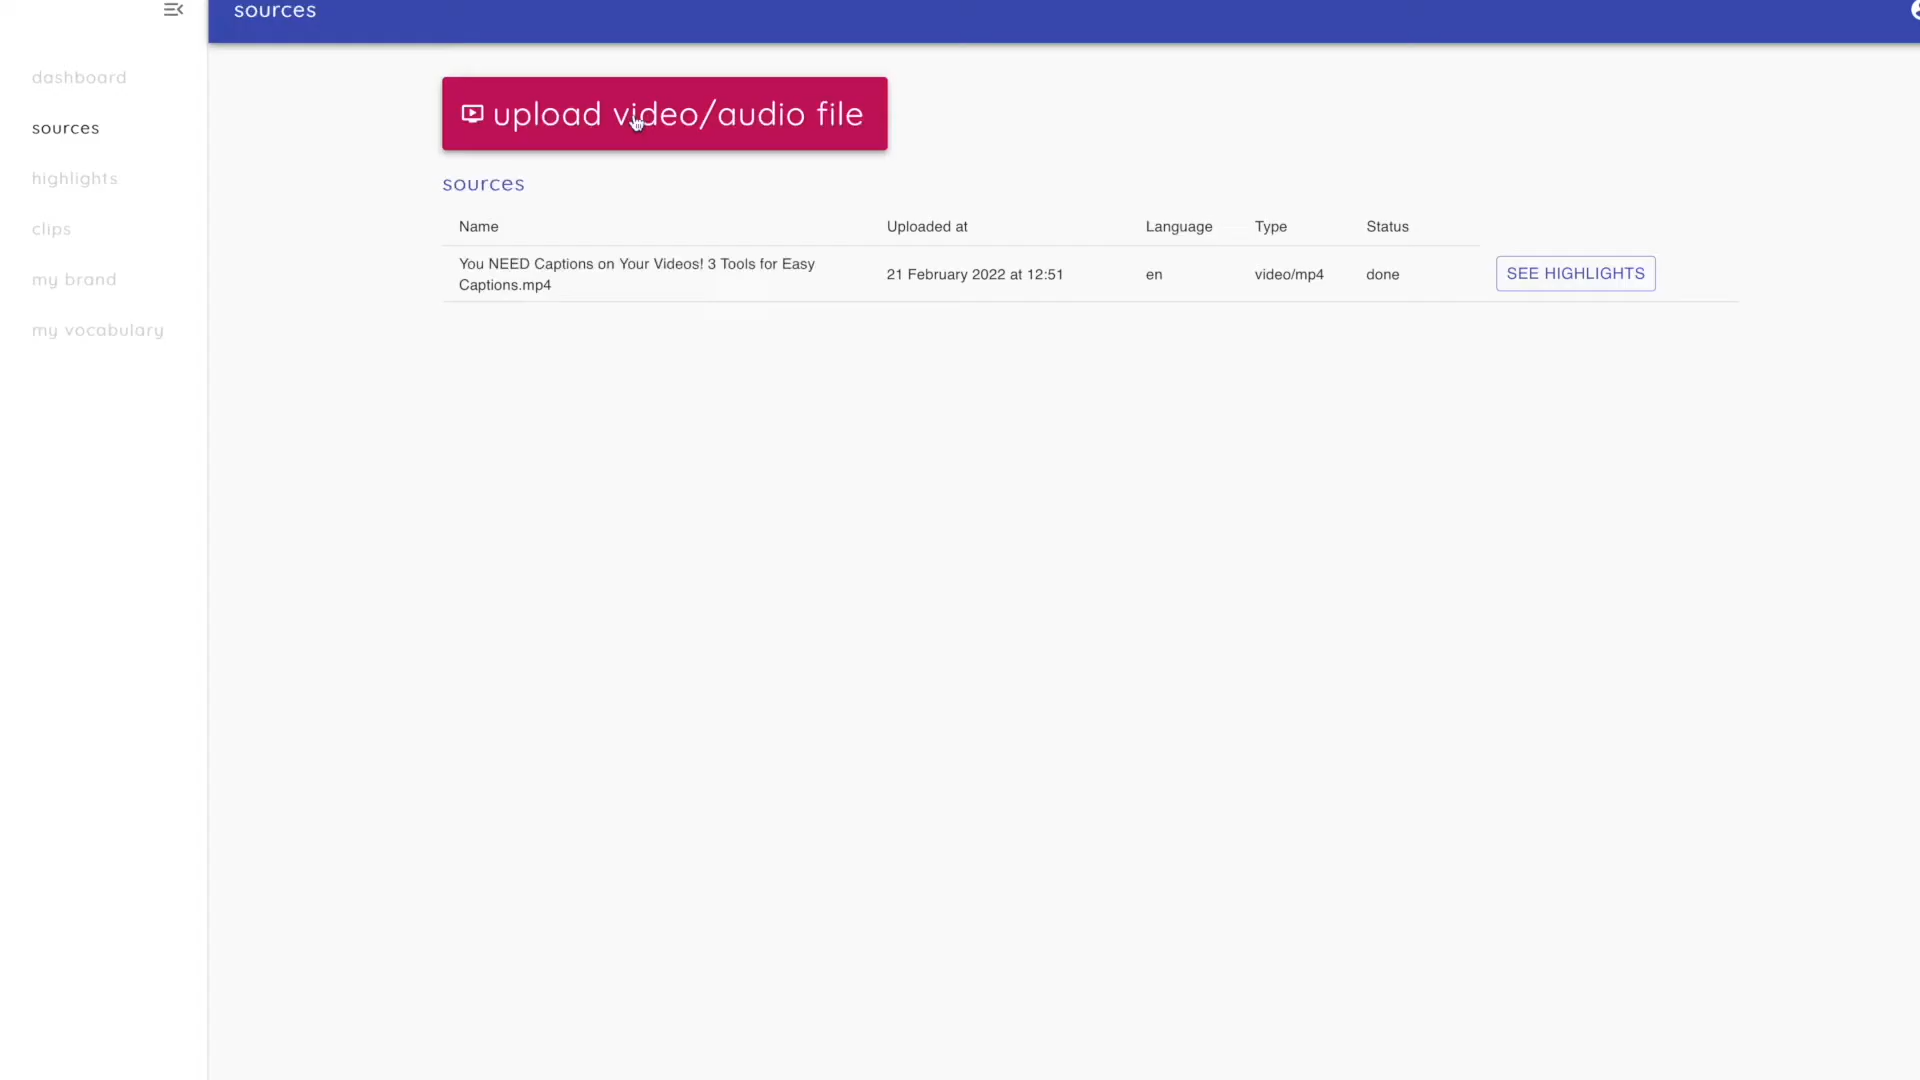 sources
dashboard
sources
highlights
clips
my brand
my vocabulary
upload video/audio file
sources
Name Uploaded at Language Type Status
You NEED Captions on Your Videos! 3 Tools for Easy
Captions.mp4
21 February 2022 at 12:51 en video/mp4 done SEE HIGHLIGHTS